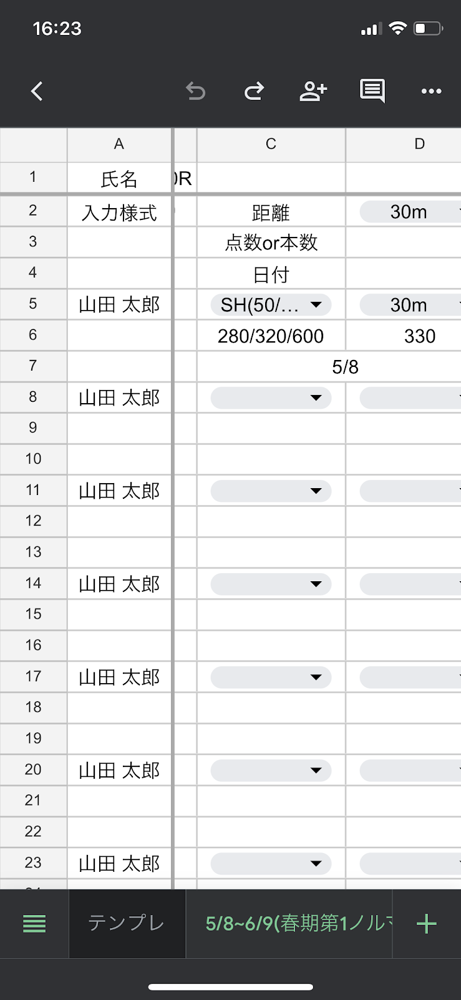 16:23
A C D
1 氏名 R
2 入力様式 距離 30m
3 点数or本数
4 日付
5 山田 太郎 SH(50/... 30m
6 280/320/600 330
7 5/8
8 山田 太郎
9
10
11 山田 太郎
12
13
14 山田 太郎
15
16
17 山田 太郎
18
19
20 山田 太郎
21
22
23 山田 太郎
テンプレ 5/8~6/9(春期第1ノル